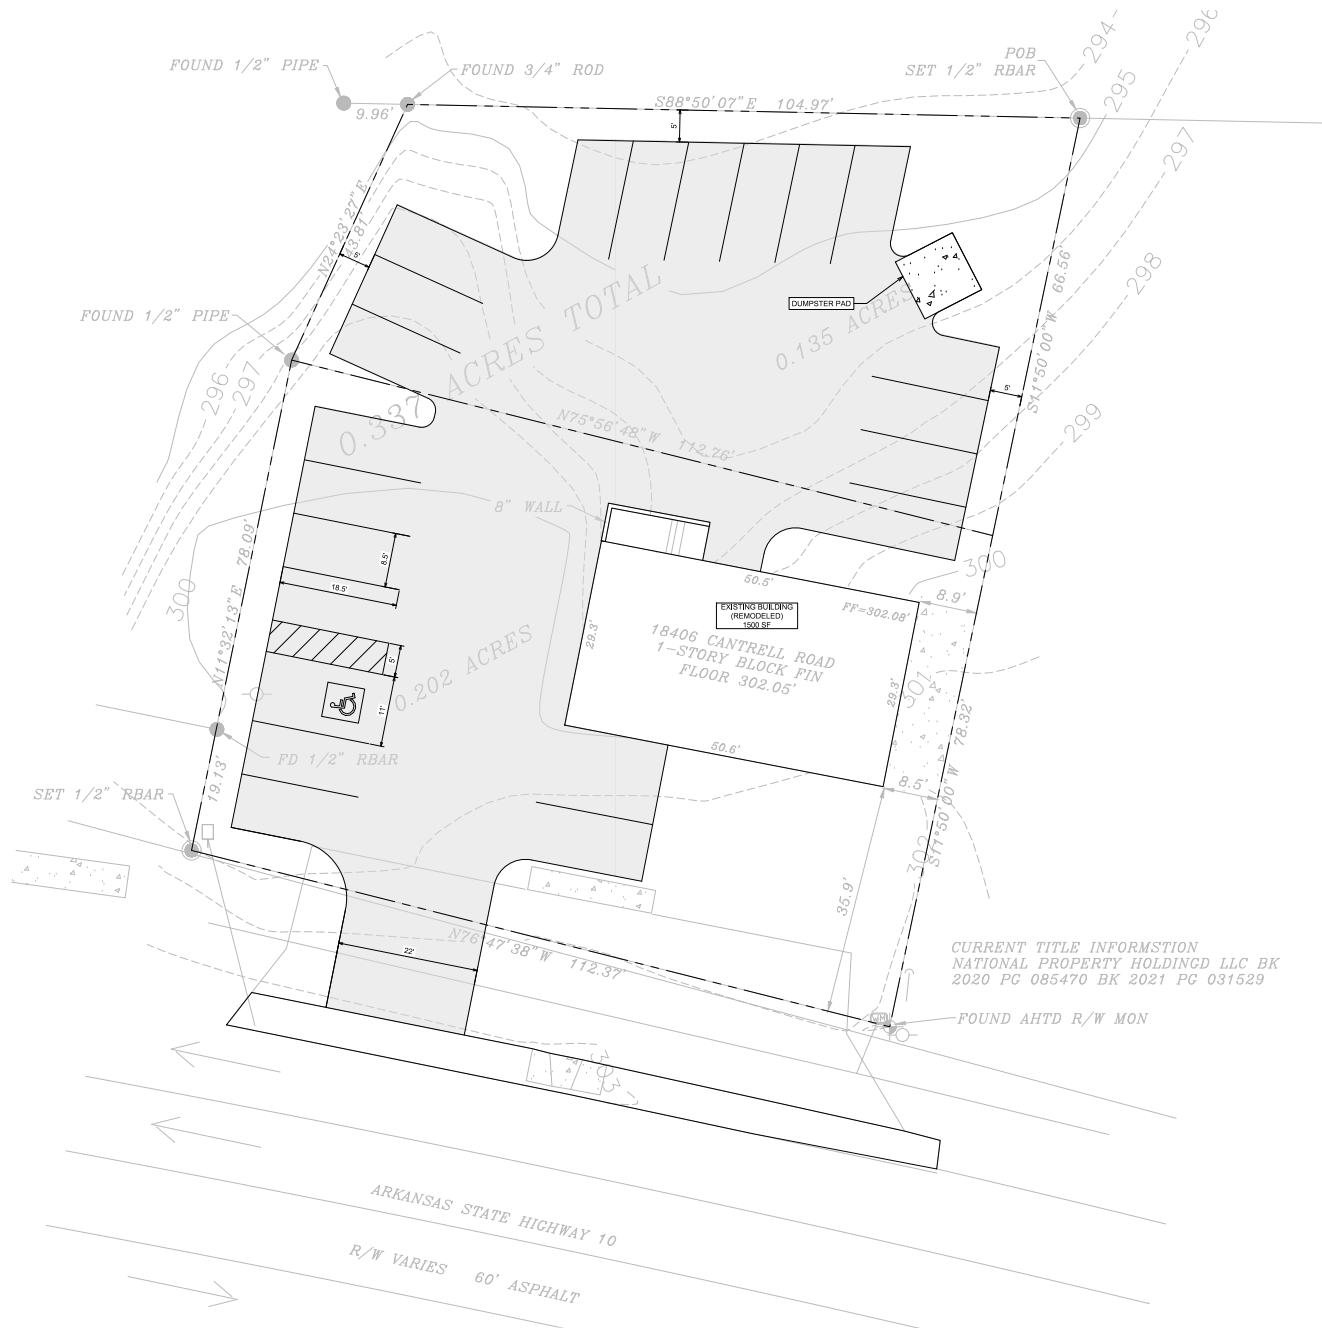 FOUND 1/2" PIPE
FOUND 3/4" ROD
POB
SET 1/2" RBAR
294
296
295
9.96'
S88°50'07"E 104.97'
5'
297
N24°23'27"E
43.81'
5'
298
S11°50'00"W 66.56'
DUMPSTER PAD
FOUND 1/2" PIPE
0.337 ACRES TOTAL
0.135 ACRES
5'
296
297
299
N75°56'48"W 112.76'
8" WALL
N11°32'13"E 78.09'
8.5'
18.5'
300
300
50.5'
8.9'
EXISTING BUILDING
(REMODELED)
1500 SF
FF=302.08'
29.3'
18406 CANTRELL ROAD
1-STORY BLOCK FIN
FLOOR 302.05'
5'
0.202 ACRES
11'
29.3'
301
S11°50'00"W 78.32'
50.6'
FD 1/2" RBAR
19.13'
8.5'
SET 1/2" RBAR
302
35.9'
22'
N76°47'38"W 112.37'
CURRENT TITLE INFORMSTION
NATIONAL PROPERTY HOLDINGD LLC BK
2020 PG 085470 BK 2021 PG 031529
WM
FOUND AHTD R/W MON
303
ARKANSAS STATE HIGHWAY 10
R/W VARIES 60' ASPHALT